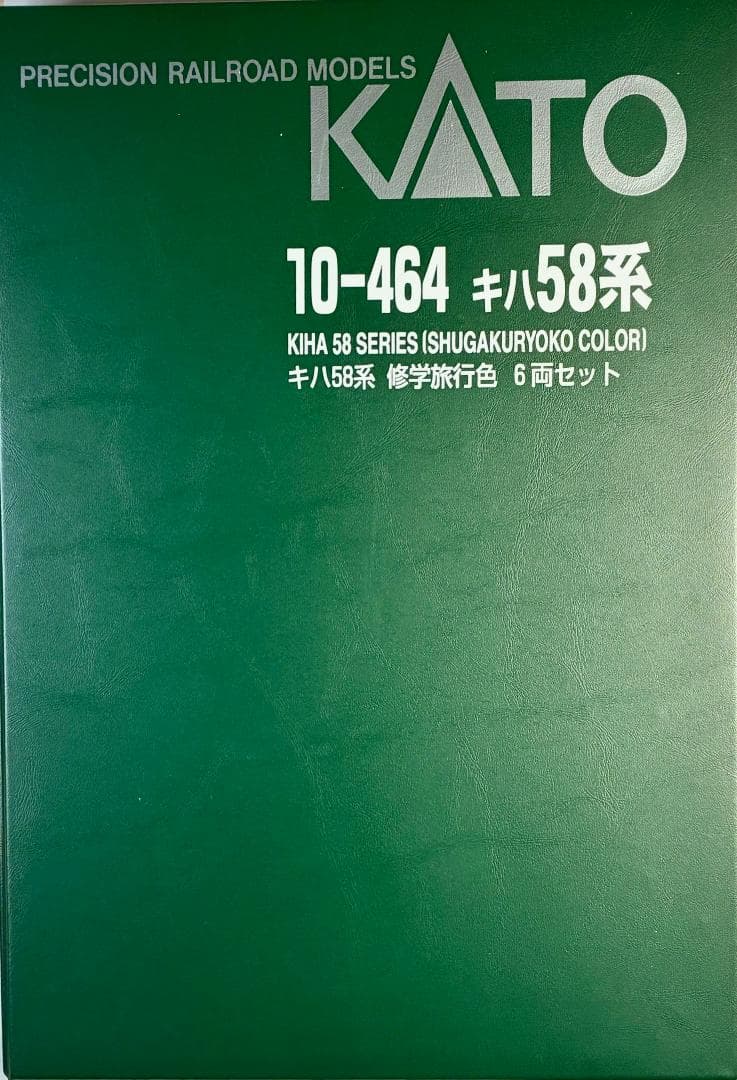 PRECISION RAILROAD MODELS
KATO
10-464 キハ58系
KIHA 58 SERIES (SHUGAKURYOKO COLOR)
キハ58系 修学旅行色 6両セット